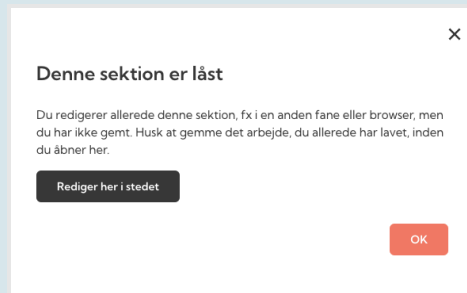 Denne sektion er låst
Du redigerer allerede denne sektion, fx i en anden fane eller browser, men
du har ikke gemt. Husk at gemme det arbejde, du allerede har lavet, inden
du åbner her.
Rediger her i stedet
OK